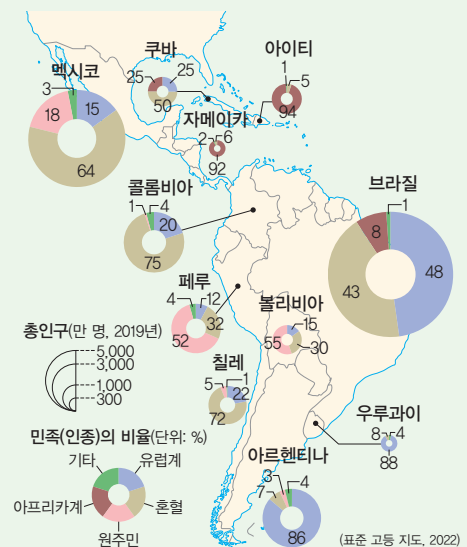 멕시코
3
15
18
64
쿠바
25
25
50
아이티
1
5
94
자메이카
2
6
92
콜롬비아
1
4
20
75
브라질
1
8
48
43
페루
4
12
32
52
볼리비아
15
30
55
칠레
5
1
22
72
우루과이
8
4
88
아르헨티나
3
4
7
86
총인구(만 명, 2019년)
5,000
3,000
1,000
300
민족(인종)의 비율(단위: %)
기타
유럽계
아프리카계
혼혈
원주민
(표준 고등 지도, 2022)